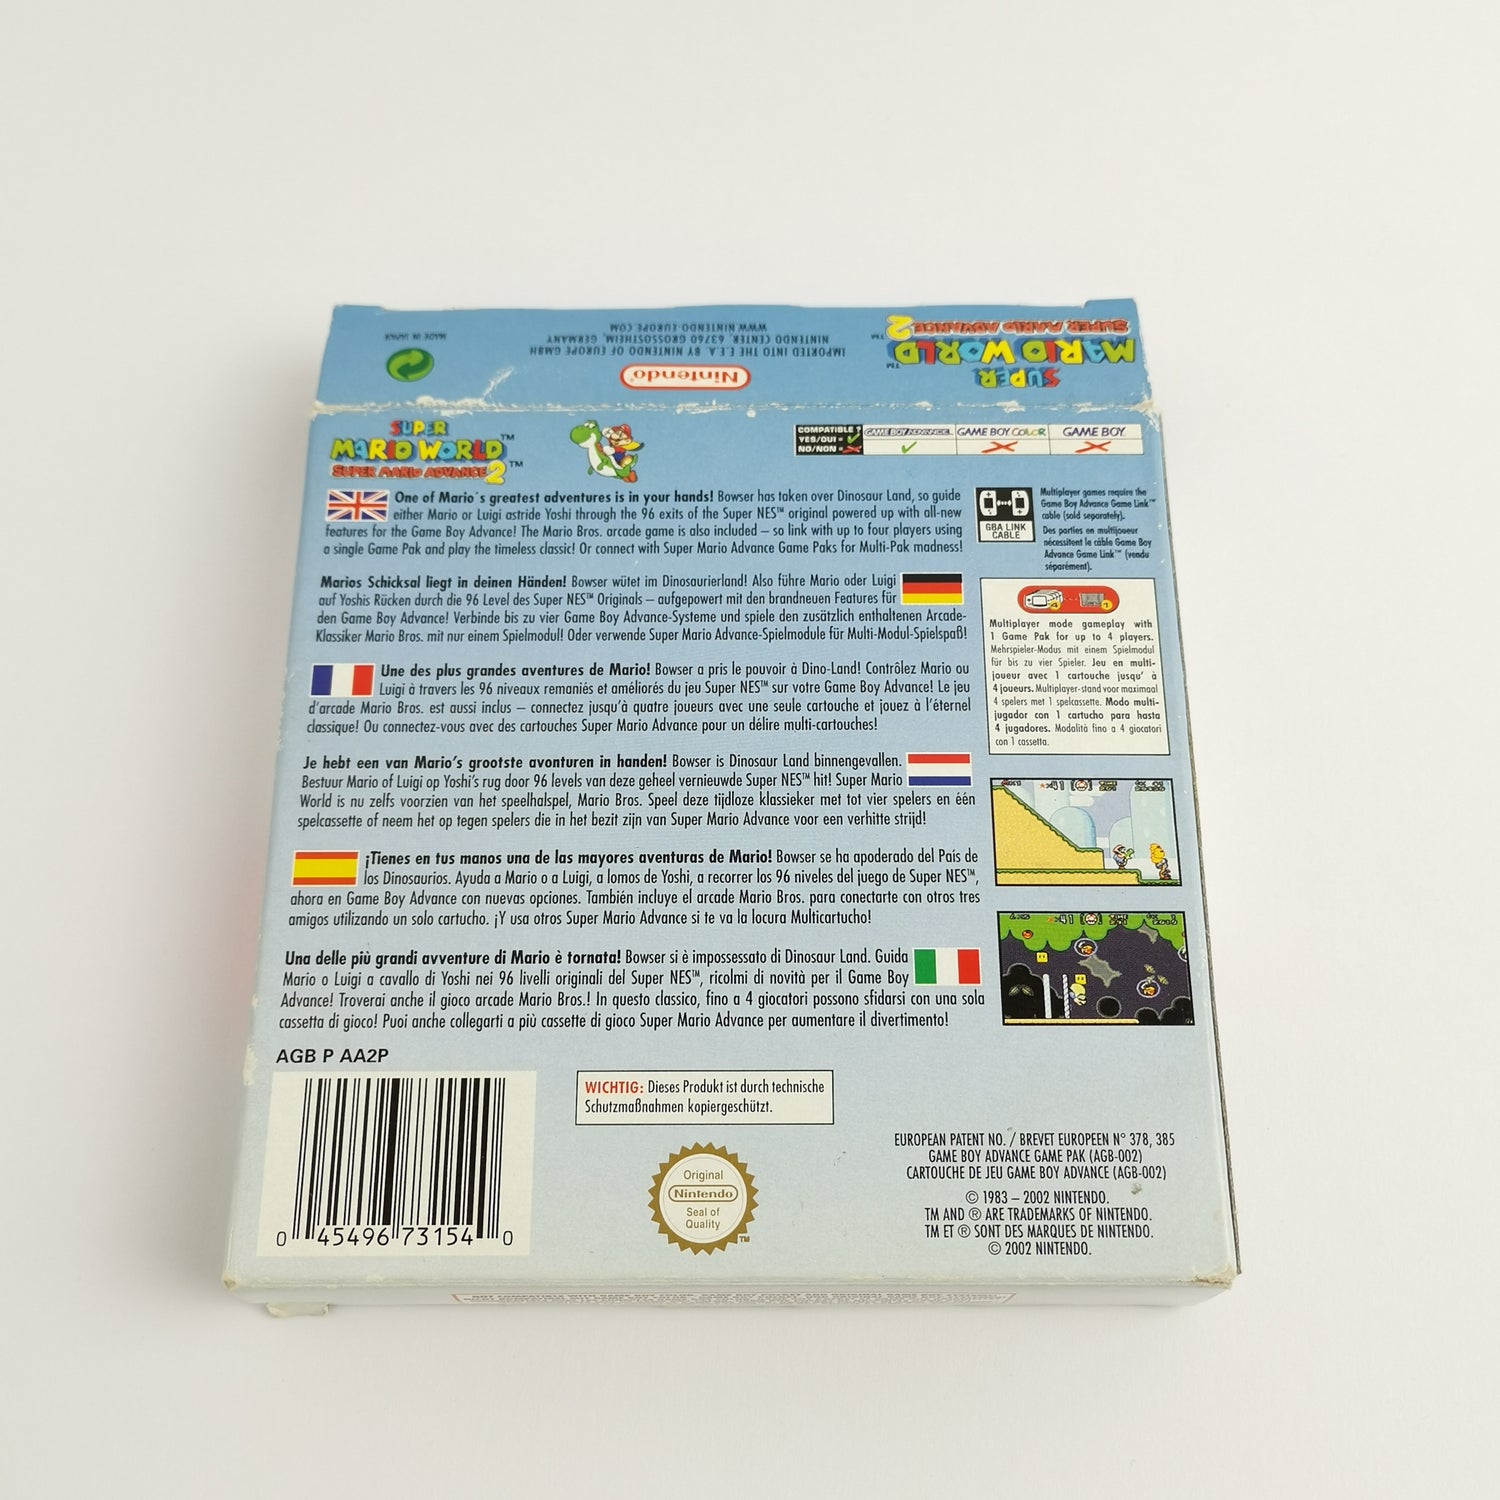 MADE IN JAPAN
WWW.NINTENDO-EUROPE.COM
NINTENDO CENTER, 63760 GROSSOSTHEIM, GERMANY
IMPORTED INTO THE E.E.A. BY NINTENDO OF EUROPE GMBH
Nintendo®
SUPER
MARIO WORLD™
SUPER MARIO ADVANCE 2™
SUPER
MARIO WORLD™
SUPER MARIO ADVANCE 2™
COMPATIBLE ?
YES/OUI =
NO/NON =
GAME BOY ADVANCE
GAME BOY COLOR
GAME BOY
One of Mario´s greatest adventures is in your hands! Bowser has taken over Dinosaur Land, so guide
either Mario or Luigi astride Yoshi through the 96 exits of the Super NES™ original powered up with all-new
features for the Game Boy Advance! The Mario Bros. arcade game is also included – so link with up to four players using
a single Game Pak and play the timeless classic! Or connect with Super Mario Advance Game Paks for Multi-Pak madness!
GBA LINK
CABLE
Multiplayer games require the
Game Boy Advance Game Link™
cable (sold separately).
Des parties en multijoueur
nécessitent le câble Game Boy
Advance Game Link™ (vendu
séparément).
Marios Schicksal liegt in deinen Händen! Bowser wütet im Dinosaurierland! Also führe Mario oder Luigi
auf Yoshis Rücken durch die 96 Level des Super NES™ Originals – aufgepowert mit den brandneuen Features für
den Game Boy Advance! Verbinde bis zu vier Game Boy Advance-Systeme und spiele den zusätzlich enthaltenen Arcade-
Klassiker Mario Bros. mit nur einem Spielmodul! Oder verwende Super Mario Advance-Spielmodule für Multi-Modul-Spielspaß!
4
1
Multiplayer mode gameplay with
1 Game Pak for up to 4 players.
Mehrspieler-Modus mit einem Spielmodul
für bis zu vier Spieler. Jeu en multi-
joueur avec 1 cartouche jusqu' à
4 joueurs. Multiplayer-stand voor maximaal
4 spelers met 1 spelcassette. Modo multi-
jugador con 1 cartucho para hasta
4 jugadores. Modalità fino a 4 giocatori
con 1 cassetta.
Une des plus grandes aventures de Mario! Bowser a pris le pouvoir à Dino-Land! Contrôlez Mario ou
Luigi à travers les 96 niveaux remaniés et améliorés du jeu Super NES™ sur votre Game Boy Advance! Le jeu
d'arcade Mario Bros. est aussi inclus – connectez jusqu'à quatre joueurs avec une seule cartouche et jouez à l'éternel
classique! Ou connectez-vous avec des cartouches Super Mario Advance pour un délire multi-cartouches!
Je hebt een van Mario's grootste avonturen in handen! Bowser is Dinosaur Land binnengevallen.
Bestuur Mario of Luigi op Yoshi's rug door 96 levels van deze geheel vernieuwde Super NES™ hit! Super Mario
World is nu zelfs voorzien van het speelhalspel, Mario Bros. Speel deze tijdloze klassieker met tot vier spelers en één
spelcassette of neem het op tegen spelers die in het bezit zijn van Super Mario Advance voor een verhitte strijd!
¡Tienes en tus manos una de las mayores aventuras de Mario! Bowser se ha apoderado del País de
los Dinosaurios. Ayuda a Mario o a Luigi, a lomos de Yoshi, a recorrer los 96 niveles del juego de Super NES™,
ahora en Game Boy Advance con nuevas opciones. También incluye el arcade Mario Bros. para conectarte con otros tres
amigos utilizando un solo cartucho. ¡Y usa otros Super Mario Advance si te va la locura Multicartucho!
Una delle più grandi avventure di Mario è tornata! Bowser si è impossessato di Dinosaur Land. Guida
Mario o Luigi a cavallo di Yoshi nei 96 livelli originali del Super NES™, ricolmi di novità per il Game Boy
Advance! Troverai anche il gioco arcade Mario Bros.! In questo classico, fino a 4 giocatori possono sfidarsi con una sola
cassetta di gioco! Puoi anche collegarti a più cassette di gioco Super Mario Advance per aumentare il divertimento!
AGB P AA2P
0 45496 73154 0
WICHTIG: Dieses Produkt ist durch technische
Schutzmaßnahmen kopiergeschützt.
Original
Nintendo
Seal of
Quality
TM
EUROPEAN PATENT NO. / BREVET EUROPEEN N° 378, 385
GAME BOY ADVANCE GAME PAK (AGB-002)
CARTOUCHE DE JEU GAME BOY ADVANCE (AGB-002)
© 1983 – 2002 NINTENDO.
TM AND ® ARE TRADEMARKS OF NINTENDO.
TM ET ® SONT DES MARQUES DE NINTENDO.
© 2002 NINTENDO.